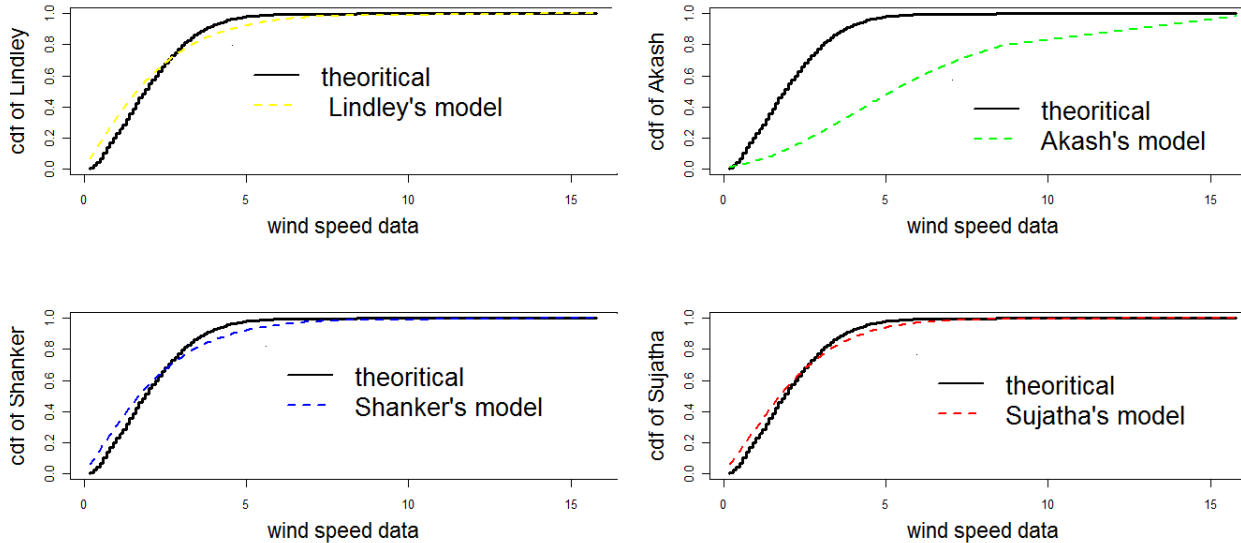 cdf of Lindley
1.0
0.8
0.6
0.4
0.2
0.0
theoritical
Lindley's model
0 5 10 15
wind speed data
cdf of Akash
1.0
0.8
0.6
0.4
0.2
0.0
theoritical
Akash's model
0 5 10 15
wind speed data
cdf of Shanker
1.0
0.8
0.6
0.4
0.2
0.0
theoritical
Shanker's model
0 5 10 15
wind speed data
cdf of Sujatha
1.0
0.8
0.6
0.4
0.2
0.0
theoritical
Sujatha's model
0 5 10 15
wind speed data